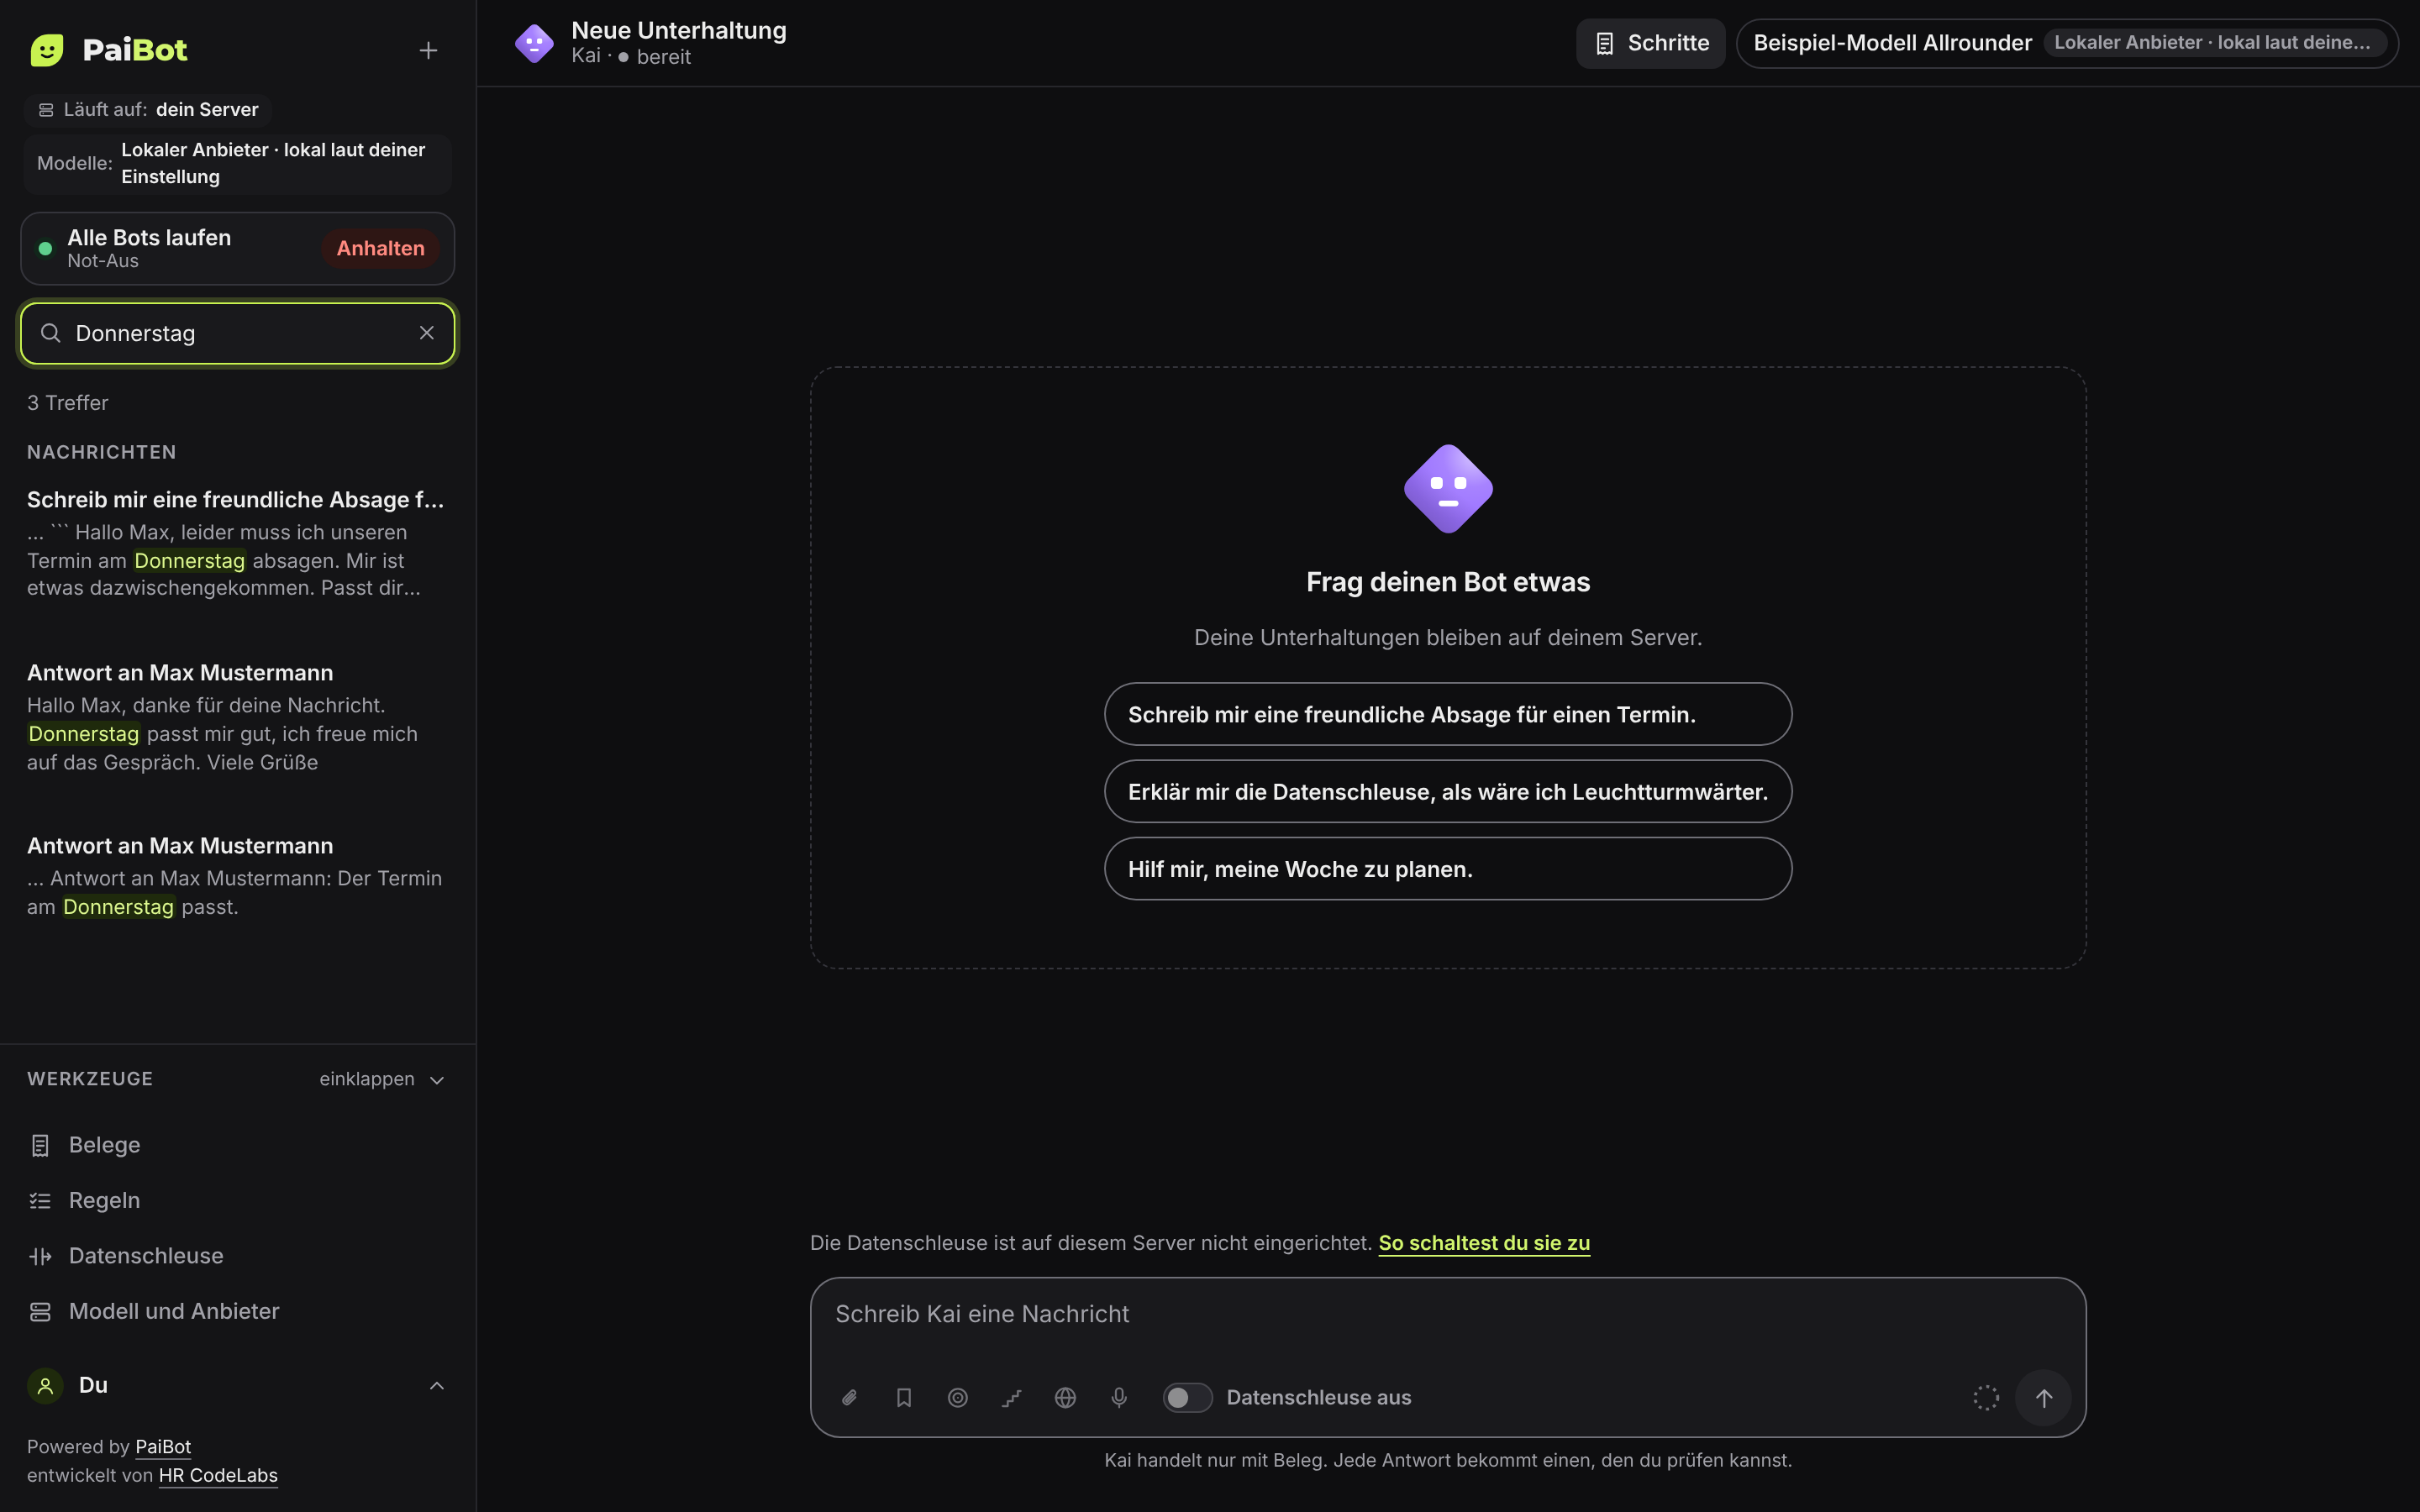 PaiBot
Läuft auf: dein Server
Modelle: Lokaler Anbieter · lokal laut deiner
Einstellung
Alle Bots laufen
Not-Aus
Anhalten
Donnerstag
3 Treffer
NACHRICHTEN
Schreib mir eine freundliche Absage f...
... ``` Hallo Max, leider muss ich unseren
Termin am Donnerstag absagen. Mir ist
etwas dazwischengekommen. Passt dir...
Antwort an Max Mustermann
Hallo Max, danke für deine Nachricht.
Donnerstag passt mir gut, ich freue mich
auf das Gespräch. Viele Grüße
Antwort an Max Mustermann
... Antwort an Max Mustermann: Der Termin
am Donnerstag passt.
WERKZEUGE einklappen
Belege
Regeln
Datenschleuse
Modell und Anbieter
Du
Powered by PaiBot
entwickelt von HR CodeLabs
Neue Unterhaltung
Kai · bereit
Schritte
Beispiel-Modell Allrounder Lokaler Anbieter · lokal laut deine...
Frag deinen Bot etwas
Deine Unterhaltungen bleiben auf deinem Server.
Schreib mir eine freundliche Absage für einen Termin.
Erklär mir die Datenschleuse, als wäre ich Leuchtturmwärter.
Hilf mir, meine Woche zu planen.
Die Datenschleuse ist auf diesem Server nicht eingerichtet. So schaltest du sie zu
Schreib Kai eine Nachricht
Datenschleuse aus
Kai handelt nur mit Beleg. Jede Antwort bekommt einen, den du prüfen kannst.